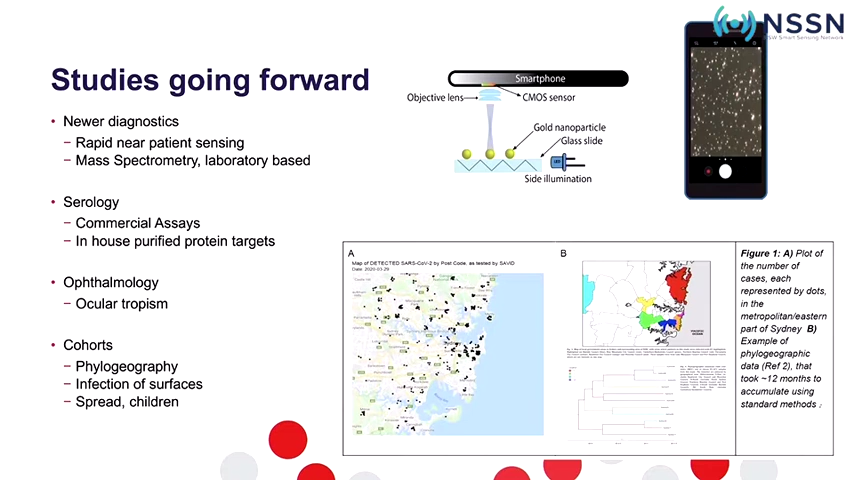 NSSN
NSW Smart Sensing Network
Studies going forward
• Newer diagnostics
− Rapid near patient sensing
− Mass Spectrometry, laboratory based
• Serology
− Commercial Assays
− In house purified protein targets
• Ophthalmology
− Ocular tropism
• Cohorts
− Phylogeography
− Infection of surfaces
− Spread, children
Smartphone
Objective lens
CMOS sensor
Gold nanoparticle
Glass slide
Side illumination
A
Map of DETECTED SARS-CoV-2 by Post Code, as tested by SAVID
Date: 2020-03-29
B
Figure 1: A) Plot of
the number of
cases, each
represented by dots,
in the
metropolitan/eastern
part of Sydney B)
Example of
phylogeographic
data (Ref 2), that
took ~12 months to
accumulate using
standard methods